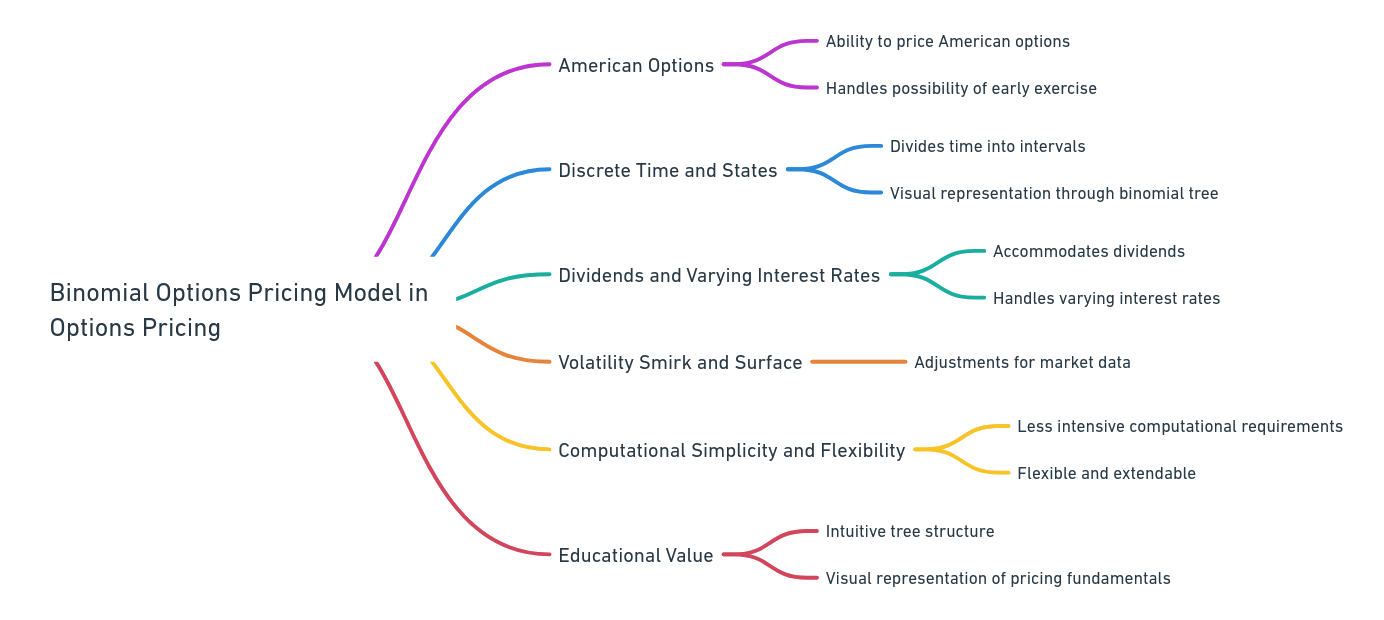 Binomial Options Pricing Model in
Options Pricing
American Options
Ability to price American options
Handles possibility of early exercise
Discrete Time and States
Divides time into intervals
Visual representation through binomial tree
Dividends and Varying Interest Rates
Accommodates dividends
Handles varying interest rates
Volatility Smirk and Surface
Adjustments for market data
Computational Simplicity and Flexibility
Less intensive computational requirements
Flexible and extendable
Educational Value
Intuitive tree structure
Visual representation of pricing fundamentals